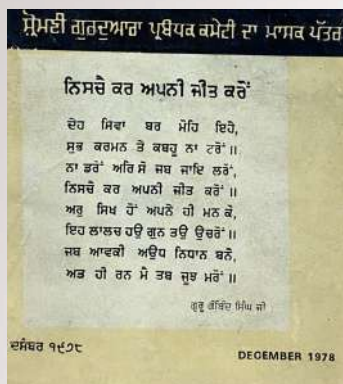 ਸ਼੍ਰੋਮਣੀ ਗੁਰਦੁਆਰਾ ਪ੍ਰਬੰਧਕ ਕਮੇਟੀ ਦਾ ਮਾਸਕ ਪੱਤਰ
ਨਿਸਚੈ ਕਰ ਅਪਨੀ ਜੀਤ ਕਰੋਂ
ਦੇਹ ਸਿਵਾ ਬਰ ਮੋਹਿ ਇਹੈ,
ਸੁਭ ਕਰਮਨ ਤੇ ਕਬਹੂ ਨਾ ਟਰੋਂ ॥
ਨਾ ਡਰੋਂ ਅਰਿ ਸੋ ਜਬ ਜਾਇ ਲਰੋਂ,
ਨਿਸਚੈ ਕਰ ਅਪਨੀ ਜੀਤ ਕਰੋਂ ॥
ਅਰੁ ਸਿਖ ਹੋਂ ਅਪਨੇ ਹੀ ਮਨ ਕੋ,
ਇਹ ਲਾਲਚ ਹਉ ਗੁਨ ਤਉ ਉਚਰੋਂ ॥
ਜਬ ਆਵਕੀ ਅਉਧ ਨਿਧਾਨ ਬਨੈ,
ਅਤ ਹੀ ਰਨ ਮੈ ਤਬ ਜੂਝ ਮਰੋਂ ॥
ਗੁਰੂ ਗੋਬਿੰਦ ਸਿੰਘ ਜੀ
ਦਸੰਬਰ ੧੯੭੮
DECEMBER 1978